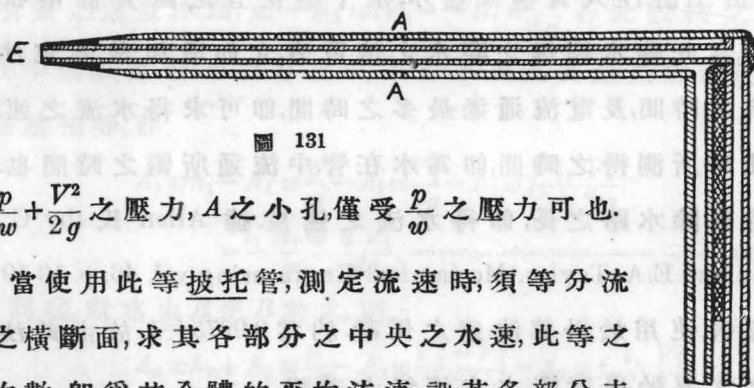 A
E
A
圖 131
p/w + V²/2g 之壓力, A 之小孔,僅受 p/w 之壓力可也.
當使用此等披托管,測定流速時,須等分流
之橫斷面,求其各部分之中央之水速,此等之